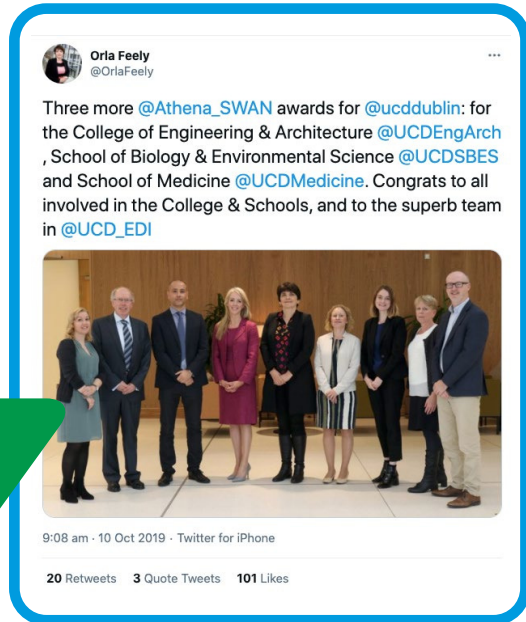 Orla Feely
@OrlaFeely
Three more @Athena_SWAN awards for @ucddublin: for
the College of Engineering & Architecture @UCDEngArch
, School of Biology & Environmental Science @UCDSBES
and School of Medicine @UCDMedicine. Congrats to all
involved in the College & Schools, and to the superb team
in @UCD_EDI
9:08 am · 10 Oct 2019 · Twitter for iPhone
20 Retweets 3 Quote Tweets 101 Likes